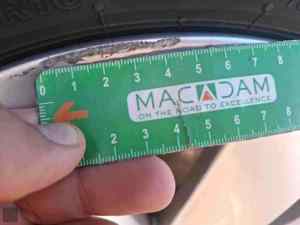 0 1 2 3 4 5 6 7 8
MACADAM
ON THE ROAD TO EXCELLENCE
2 3 4 5 6 7 8